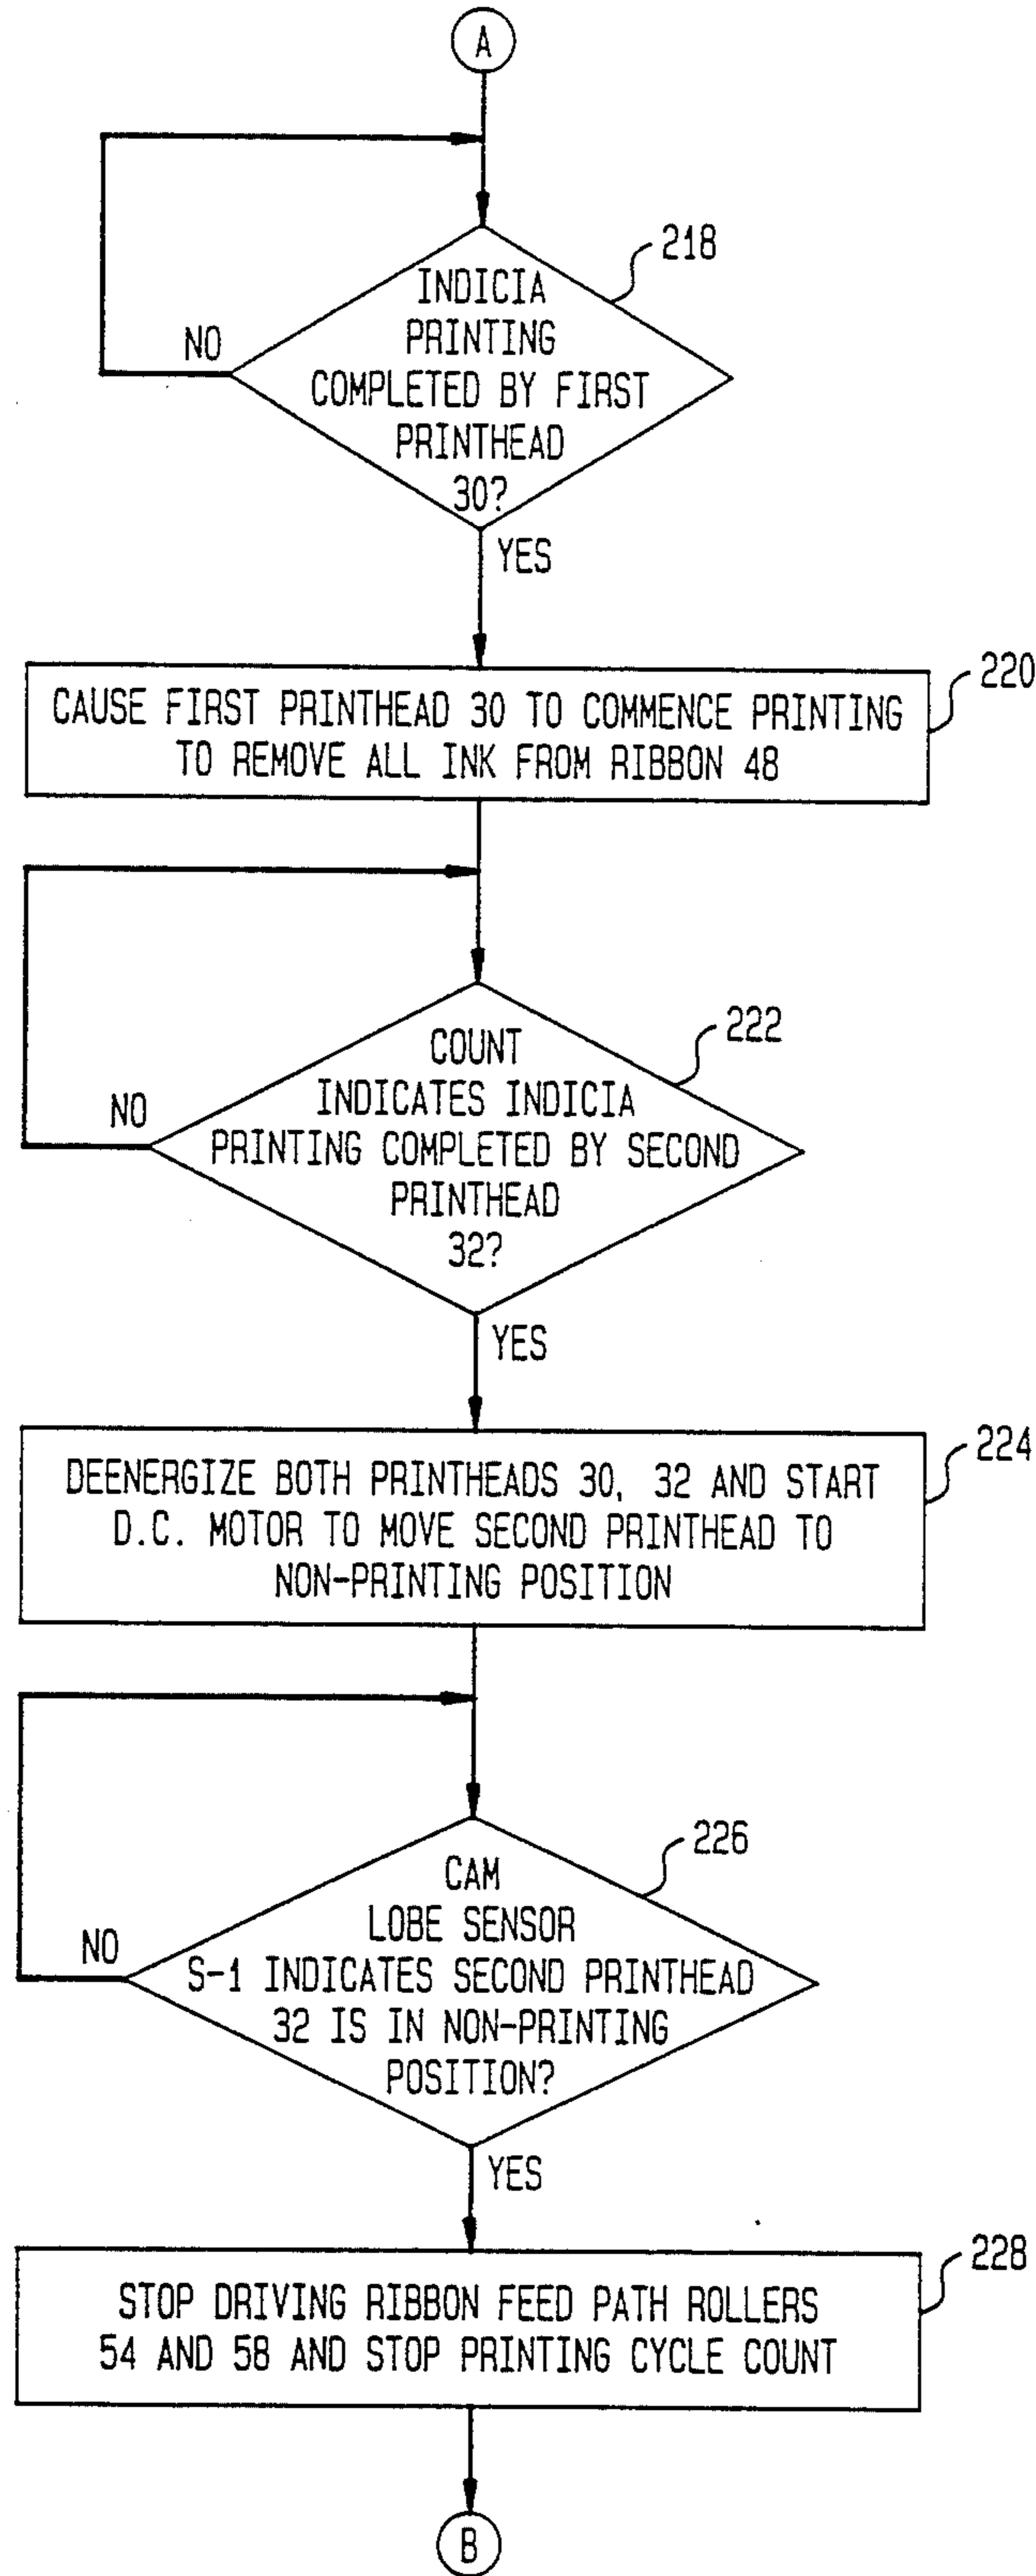 A
218
INDICIA
PRINTING
COMPLETED BY FIRST
PRINTHEAD
30?
NO
YES
220
CAUSE FIRST PRINTHEAD 30 TO COMMENCE PRINTING
TO REMOVE ALL INK FROM RIBBON 48
222
COUNT
INDICATES INDICIA
PRINTING COMPLETED BY SECOND
PRINTHEAD
32?
NO
YES
224
DEENERGIZE BOTH PRINTHEADS 30, 32 AND START
D.C. MOTOR TO MOVE SECOND PRINTHEAD TO
NON-PRINTING POSITION
226
CAM
LOBE SENSOR
S-1 INDICATES SECOND PRINTHEAD
32 IS IN NON-PRINTING
POSITION?
NO
YES
228
STOP DRIVING RIBBON FEED PATH ROLLERS
54 AND 58 AND STOP PRINTING CYCLE COUNT
B